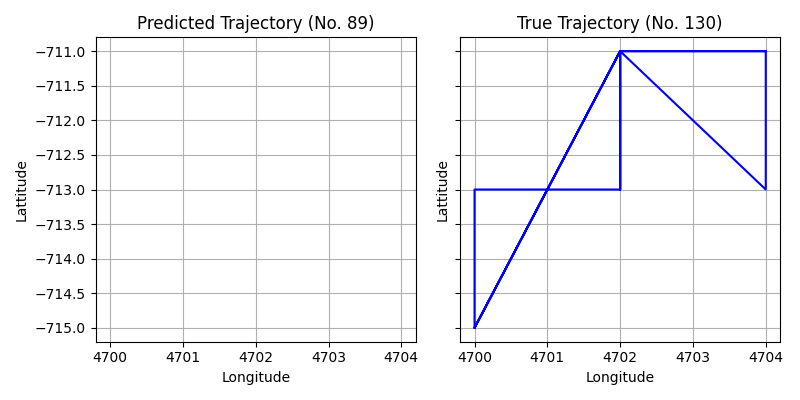 Predicted Trajectory (No. 89)
True Trajectory (No. 130)
−711.0
−711.5
−712.0
−712.5
−713.0
−713.5
−714.0
−714.5
−715.0
Lattitude
Lattitude
4700 4701 4702 4703 4704
4700 4701 4702 4703 4704
Longitude
Longitude